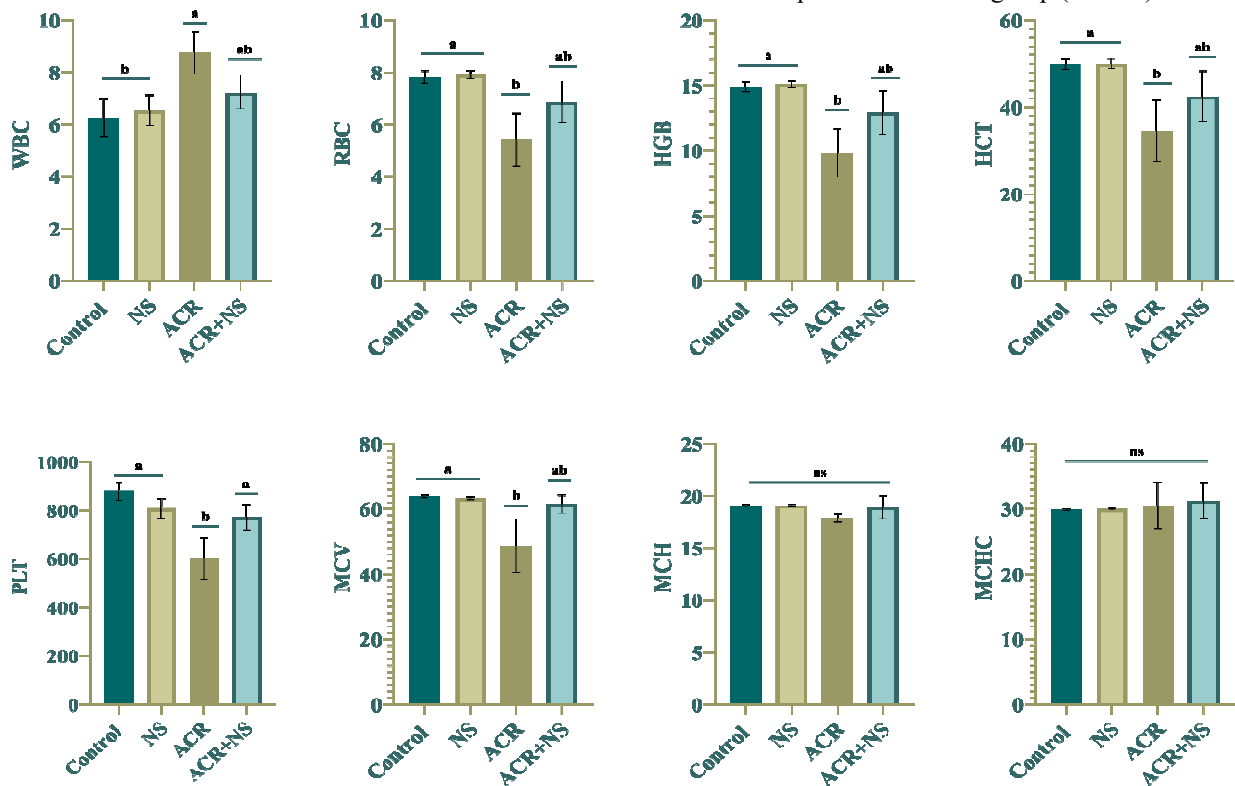 WBC
10
8
6
4
2
0
b
a
ab
Control
NS
ACR
ACR+NS
RBC
10
8
6
4
2
0
a
b
ab
Control
NS
ACR
ACR+NS
HGB
20
15
10
5
0
a
b
ab
Control
NS
ACR
ACR+NS
HCT
60
40
20
0
a
b
ab
Control
NS
ACR
ACR+NS
PLT
1000
800
600
400
200
0
a
b
a
Control
NS
ACR
ACR+NS
MCV
80
60
40
20
0
a
b
ab
Control
NS
ACR
ACR+NS
MCH
25
20
15
10
5
0
ns
Control
NS
ACR
ACR+NS
MCHC
40
30
20
10
0
ns
Control
NS
ACR
ACR+NS